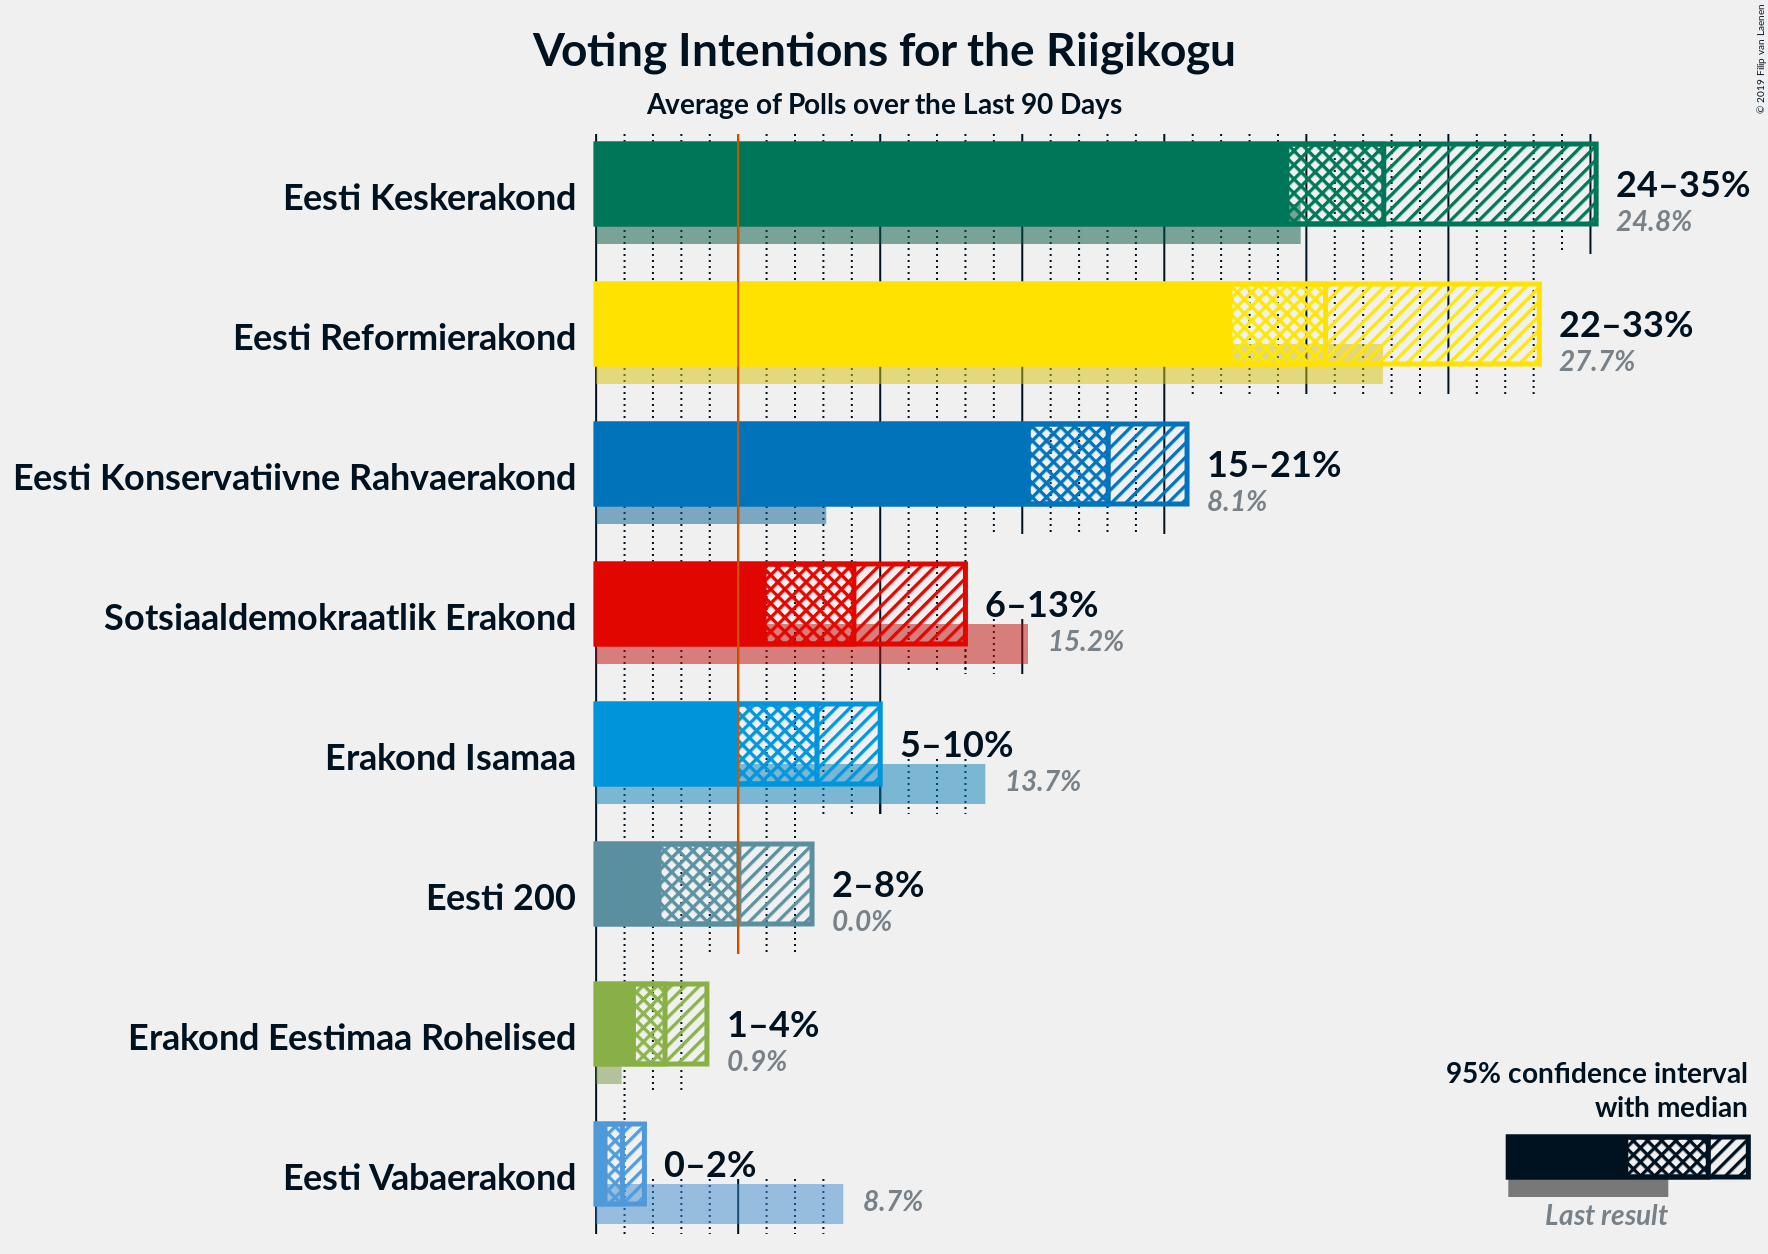 Voting Intentions for the Riigikogu
Average of Polls over the Last 90 Days
© 2019 Filip van Laenen
Eesti Keskerakond
24–35%
24.8%
Eesti Reformierakond
22–33%
27.7%
Eesti Konservatiivne Rahvaerakond
15–21%
8.1%
Sotsiaaldemokraatlik Erakond
6–13%
15.2%
Erakond Isamaa
5–10%
13.7%
Eesti 200
2–8%
0.0%
Erakond Eestimaa Rohelised
1–4%
0.9%
Eesti Vabaerakond
0–2%
8.7%
95% confidence interval
with median
Last result